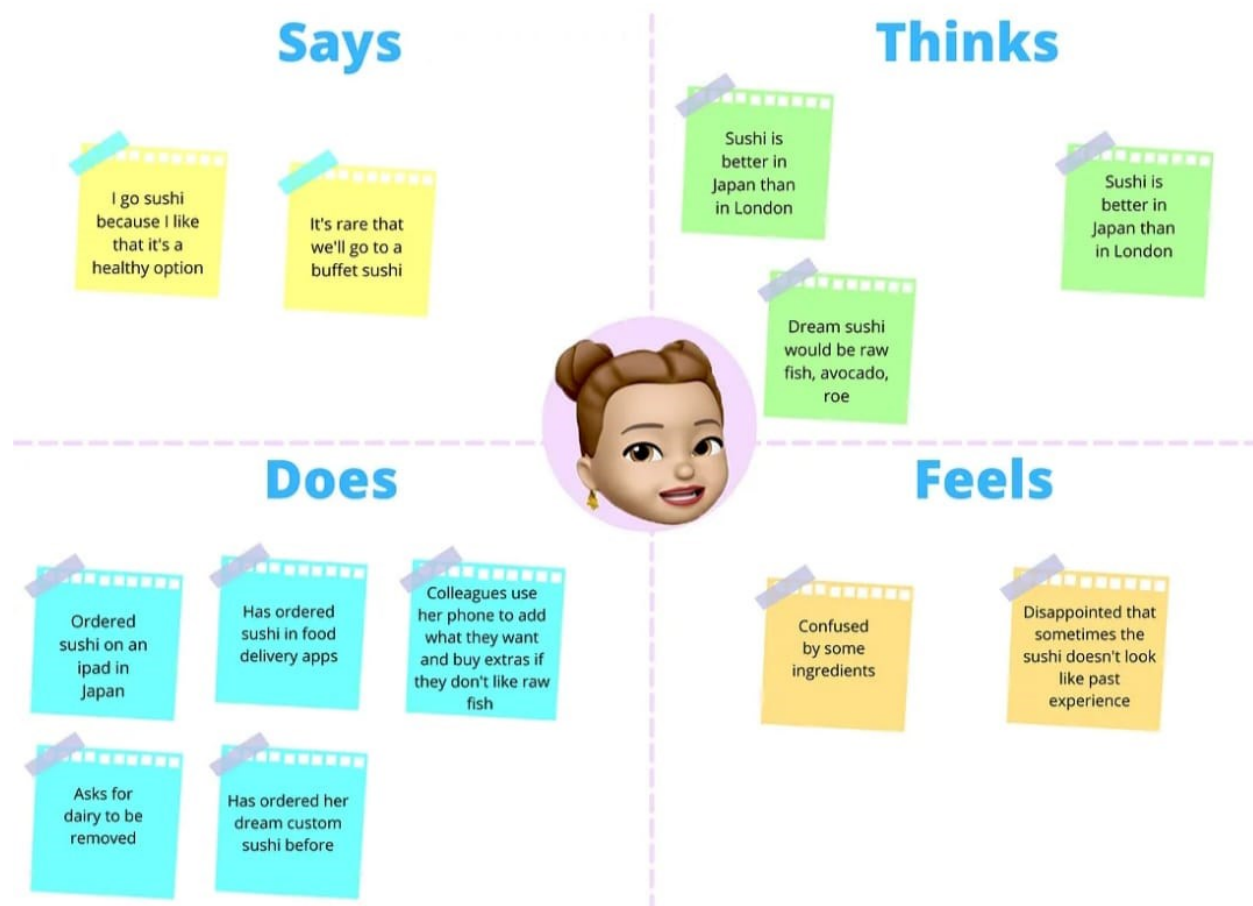 Says
I go sushi
because I like
that it's a
healthy option
It's rare that
we'll go to a
buffet sushi
Thinks
Sushi is
better in
Japan than
in London
Sushi is
better in
Japan than
in London
Dream sushi
would be raw
fish, avocado,
roe
Does
Ordered
sushi on an
ipad in
Japan
Has ordered
sushi in food
delivery apps
Colleagues use
her phone to add
what they want
and buy extras if
they don't like raw
fish
Asks for
dairy to be
removed
Has ordered her
dream custom
sushi before
Feels
Confused
by some
ingredients
Disappointed that
sometimes the
sushi doesn't look
like past
experience